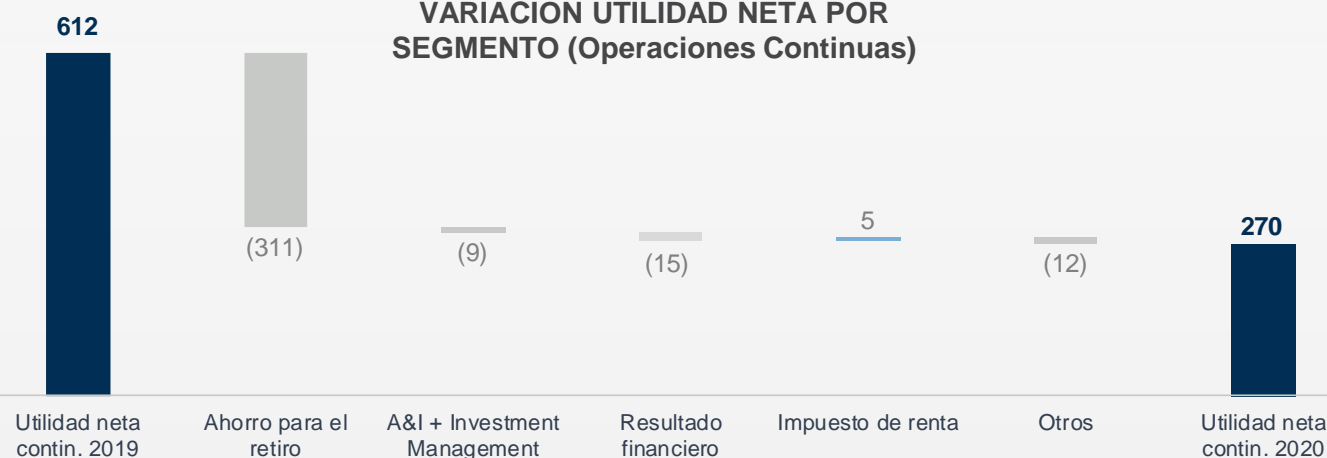 VARIACIÓN UTILIDAD NETA POR
SEGMENTO (Operaciones Continuas)
612
(311)
(9)
(15)
5
(12)
270
Utilidad neta
contin. 2019
Ahorro para el
retiro
A&I + Investment
Management
Resultado
financiero
Impuesto de renta
Otros
Utilidad neta
contin. 2020